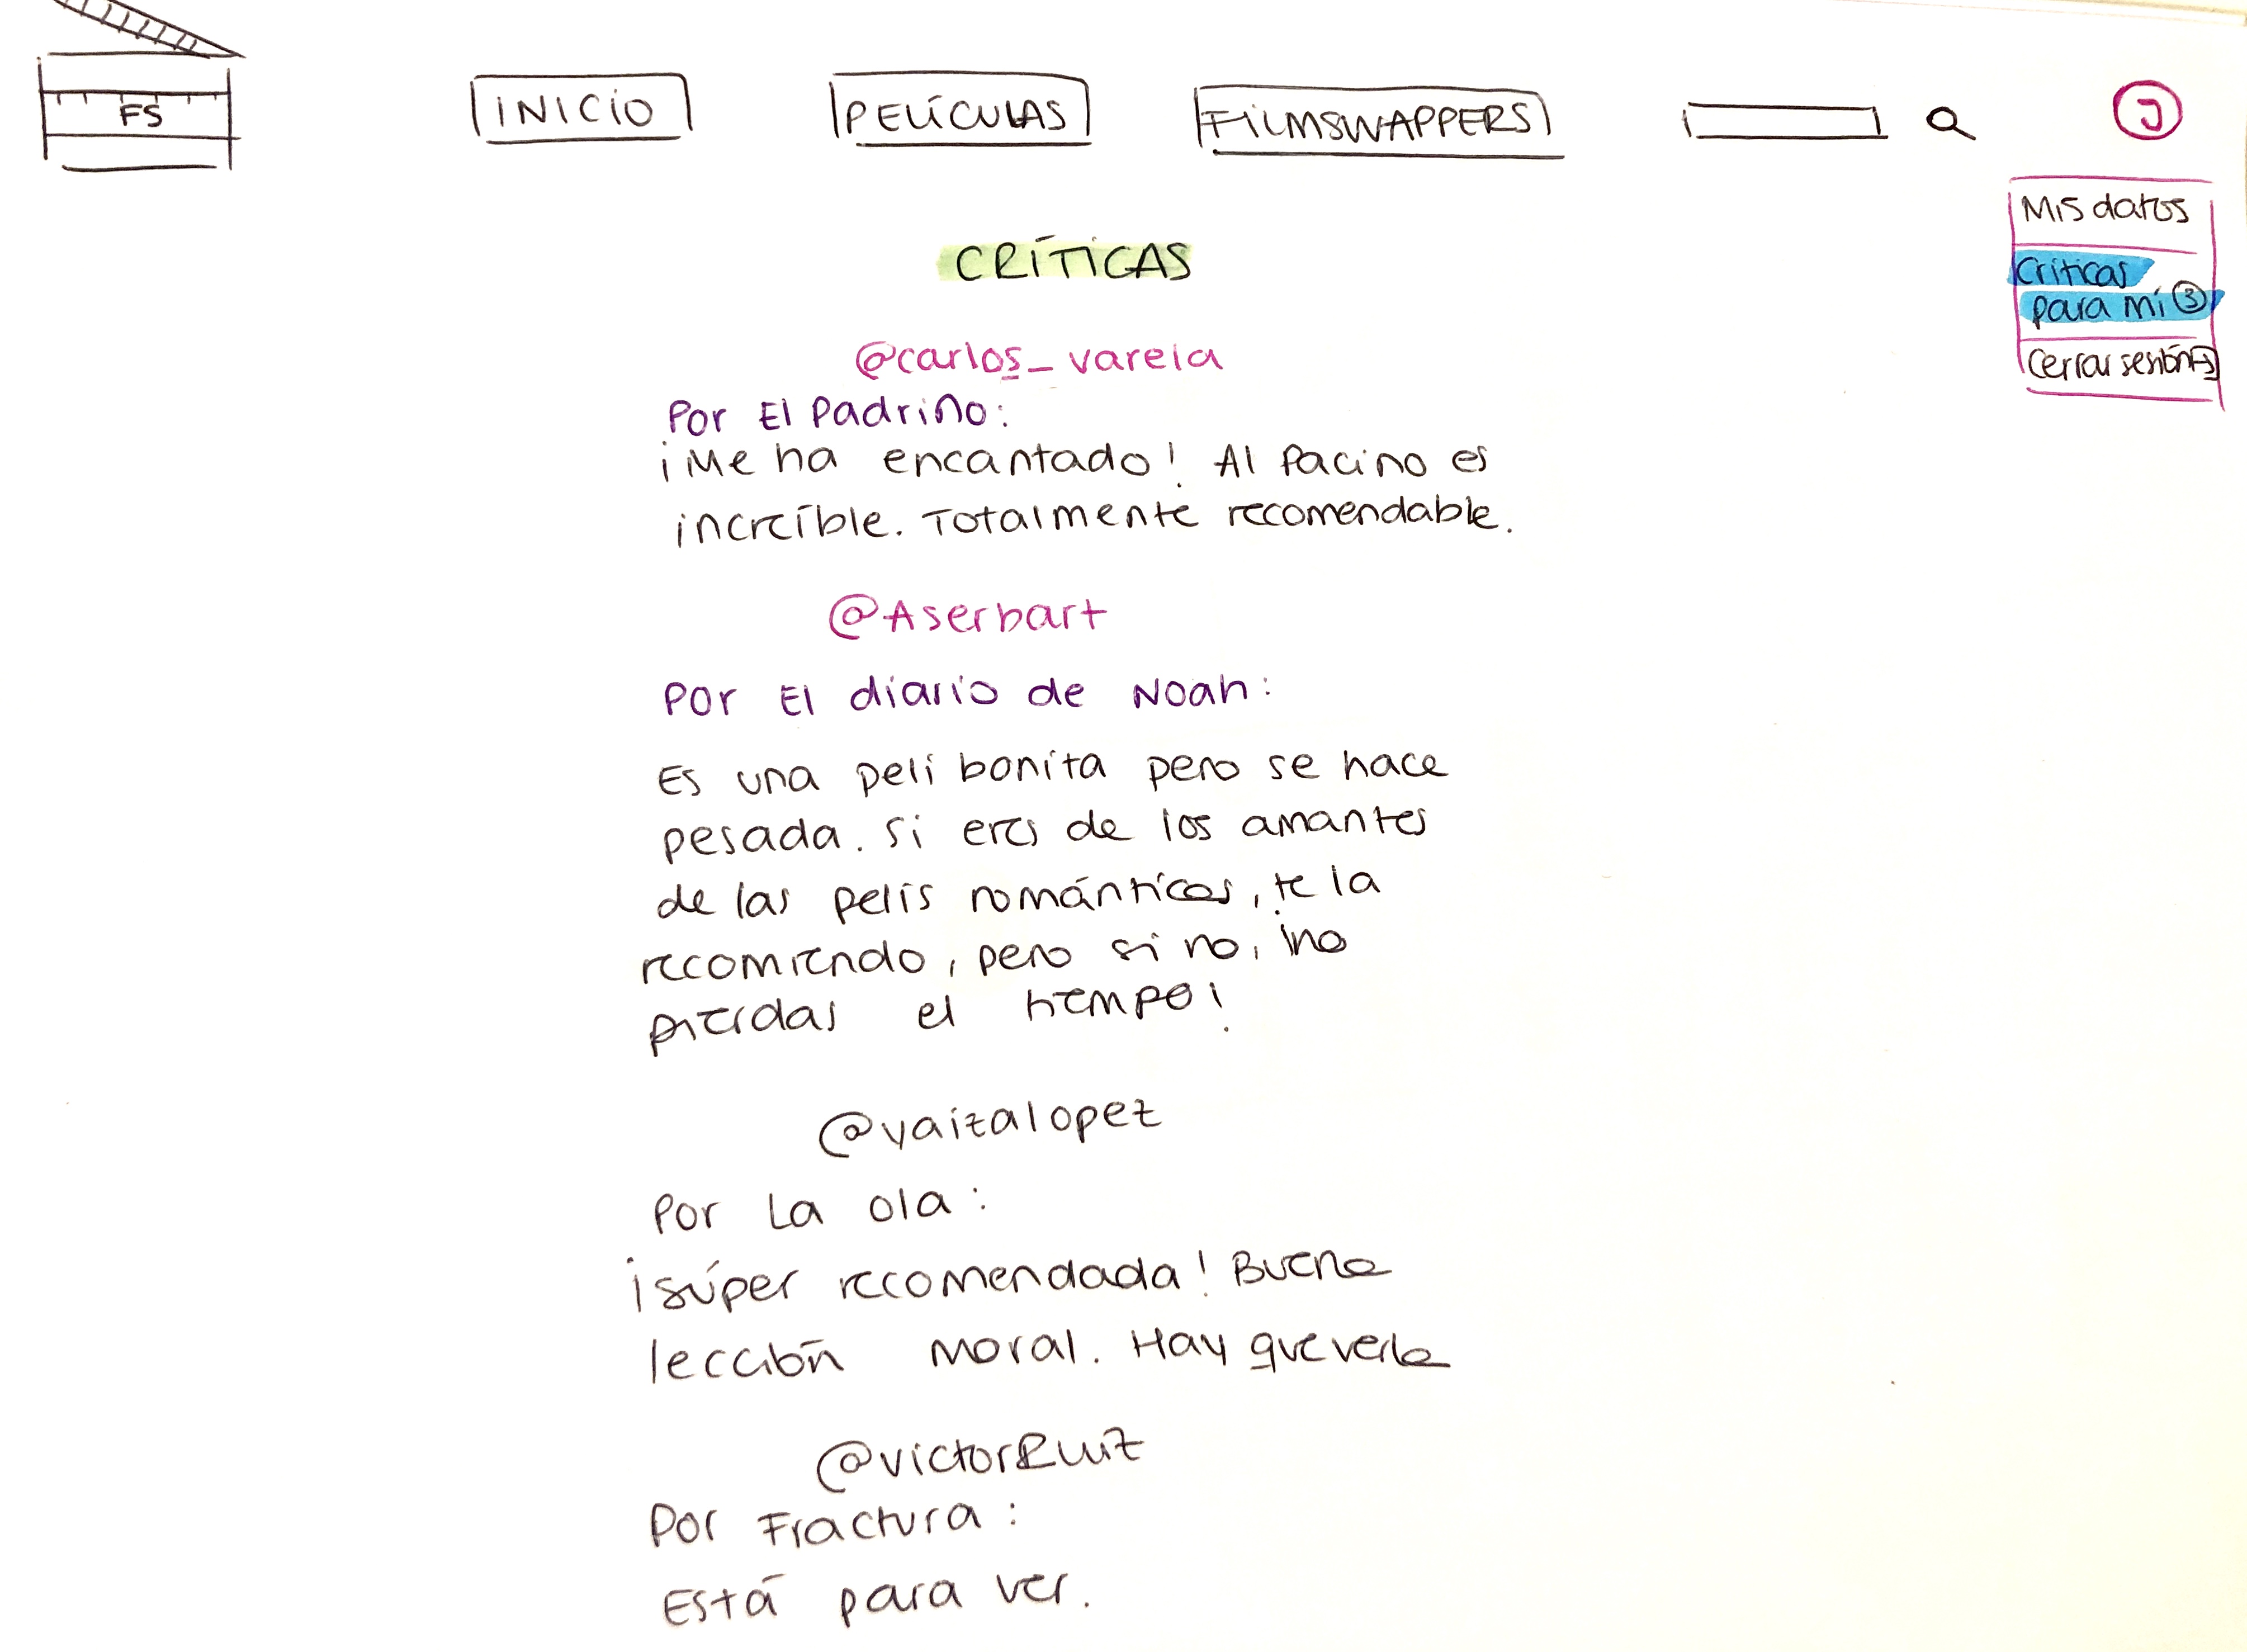 FS
INICIO
PELÍCULAS
FILMSWAPPERS
J
Mis datos
Críticas
para mí 3
Cerrar sesión
CRÍTICAS
@carlos_varela
Por El Padrino:
¡Me ha encantado! Al Pacino es
increíble. Totalmente recomendable.
@Aserbart
Por El diario de Noah:
Es una peli bonita pero se hace
pesada. Si eres de los amantes
de las pelis románticas, te la
recomiendo, pero si no, ¡no
pierdas el tiempo!
@yaizalopez
Por La ola:
¡súper recomendada! Buena
lección moral. Hay que verla
@victorRuiz
Por Fractura:
Está para ver.